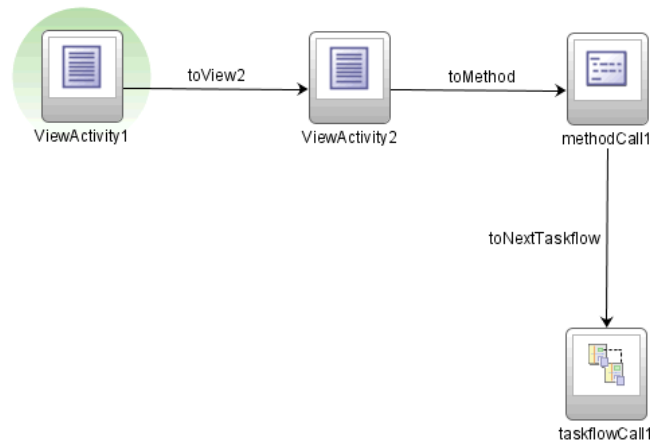 toView2
toMethod
ViewActivity1
ViewActivity2
methodCall1
toNextTaskflow
taskflowCall1